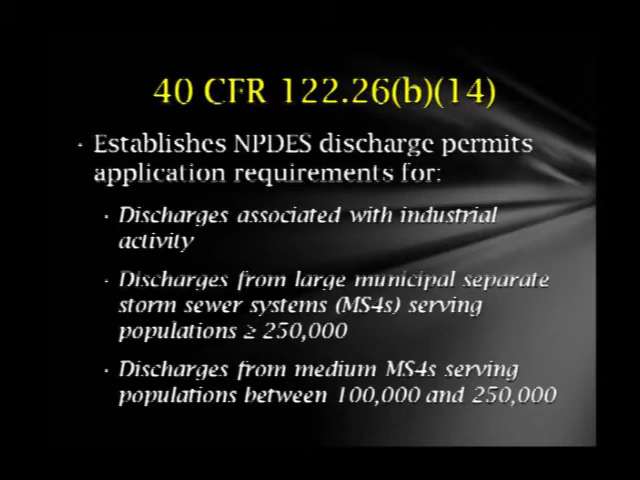 40 CFR 122.26(b)(14)
· Establishes NPDES discharge permits
application requirements for:
· Discharges associated with industrial
activity
· Discharges from large municipal separate
storm sewer systems (MS4s) serving
populations ≥ 250,000
· Discharges from medium MS4s serving
populations between 100,000 and 250,000